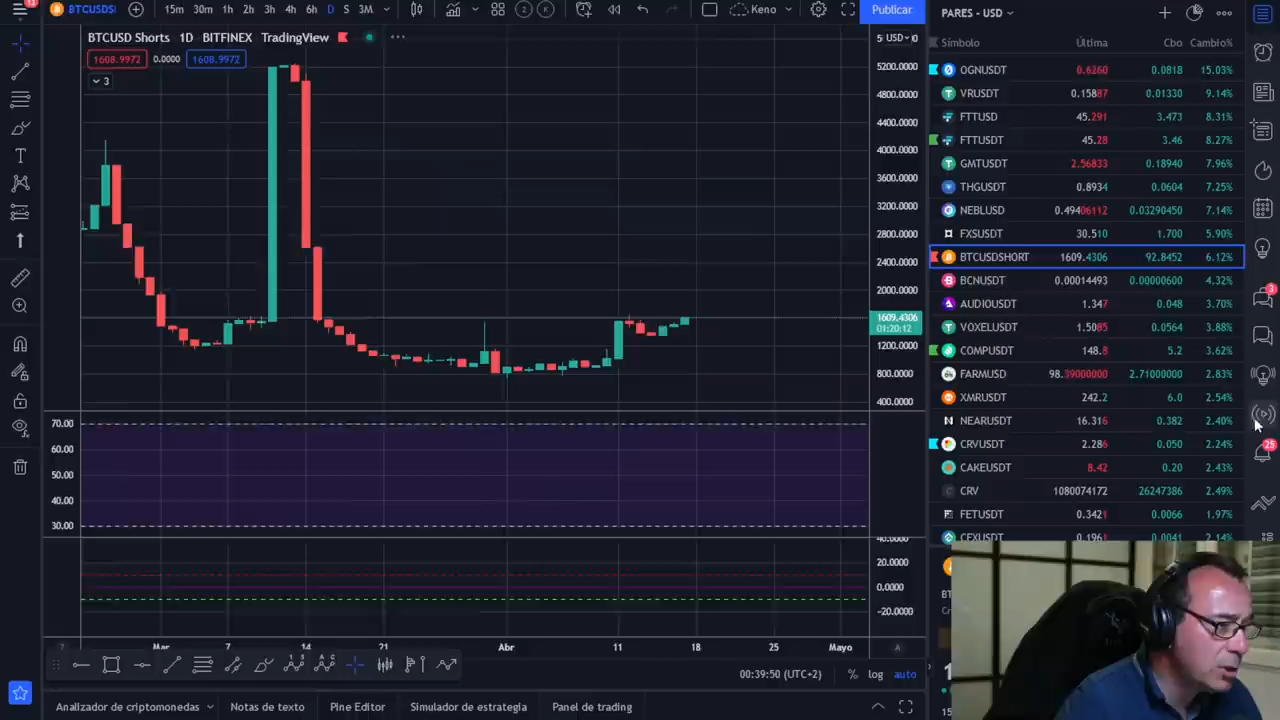 13
BTCUSDSI
15m 30m 1h 2h 3h 4h 6h D S 3M
2
K
Keno
Publicar
PARES - USD
BTCUSD Shorts 1D BITFINEX TradingView
1608.9972 0.0000 1608.9972
3
USD
5200.0000
4800.0000
4400.0000
4000.0000
3600.0000
3200.0000
2800.0000
2400.0000
2000.0000
1609.4306
01:20:12
1200.0000
800.0000
400.0000
70.00
60.00
50.00
40.00
30.00
40.0000
20.0000
0.0000
-20.0000
Mar 7 14 21 Abr 11 18 25 Mayo
00:39:50 (UTC+2) % log auto
Analizador de criptomonedas Notas de texto Pine Editor Simulador de estrategia Panel de trading
Símbolo Última Cbo Cambio%
OGNUSDT 0.6260 0.0818 15.03%
VRUSDT 0.15887 0.01330 9.14%
FTTUSD 45.291 3.473 8.31%
FTTUSDT 45.28 3.46 8.27%
GMTUSDT 2.56833 0.18940 7.96%
THGUSDT 0.8934 0.0604 7.25%
NEBLUSD 0.49406112 0.03290450 7.14%
FXSUSDT 30.510 1.700 5.90%
BTCUSDSHORT 1609.4306 92.8452 6.12%
BCNUSDT 0.00014493 0.00000600 4.32%
AUDIOUSDT 1.347 0.048 3.70%
VOXELUSDT 1.5085 0.0564 3.88%
COMPUSDT 148.8 5.2 3.62%
FARMUSD 98.39000000 2.71000000 2.83%
XMRUSDT 242.2 6.0 2.54%
NEARUSDT 16.316 0.382 2.40%
CRVUSDT 2.286 0.050 2.24%
CAKEUSDT 8.42 0.20 2.43%
CRV 1080074172 26247386 2.49%
FETUSDT 0.3421 0.0066 1.97%
CFXUSDT 0.1961 0.0041 2.14%
3
25